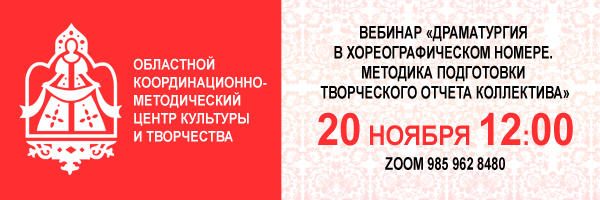 ОБЛАСТНОЙ
КООРДИНАЦИОННО-
МЕТОДИЧЕСКИЙ
ЦЕНТР КУЛЬТУРЫ
И ТВОРЧЕСТВА
ВЕБИНАР «ДРАМАТУРГИЯ
В ХОРЕОГРАФИЧЕСКОМ НОМЕРЕ.
МЕТОДИКА ПОДГОТОВКИ
ТВОРЧЕСКОГО ОТЧЕТА КОЛЛЕКТИВА»
20 НОЯБРЯ 12:00
ZOOM 985 962 8480